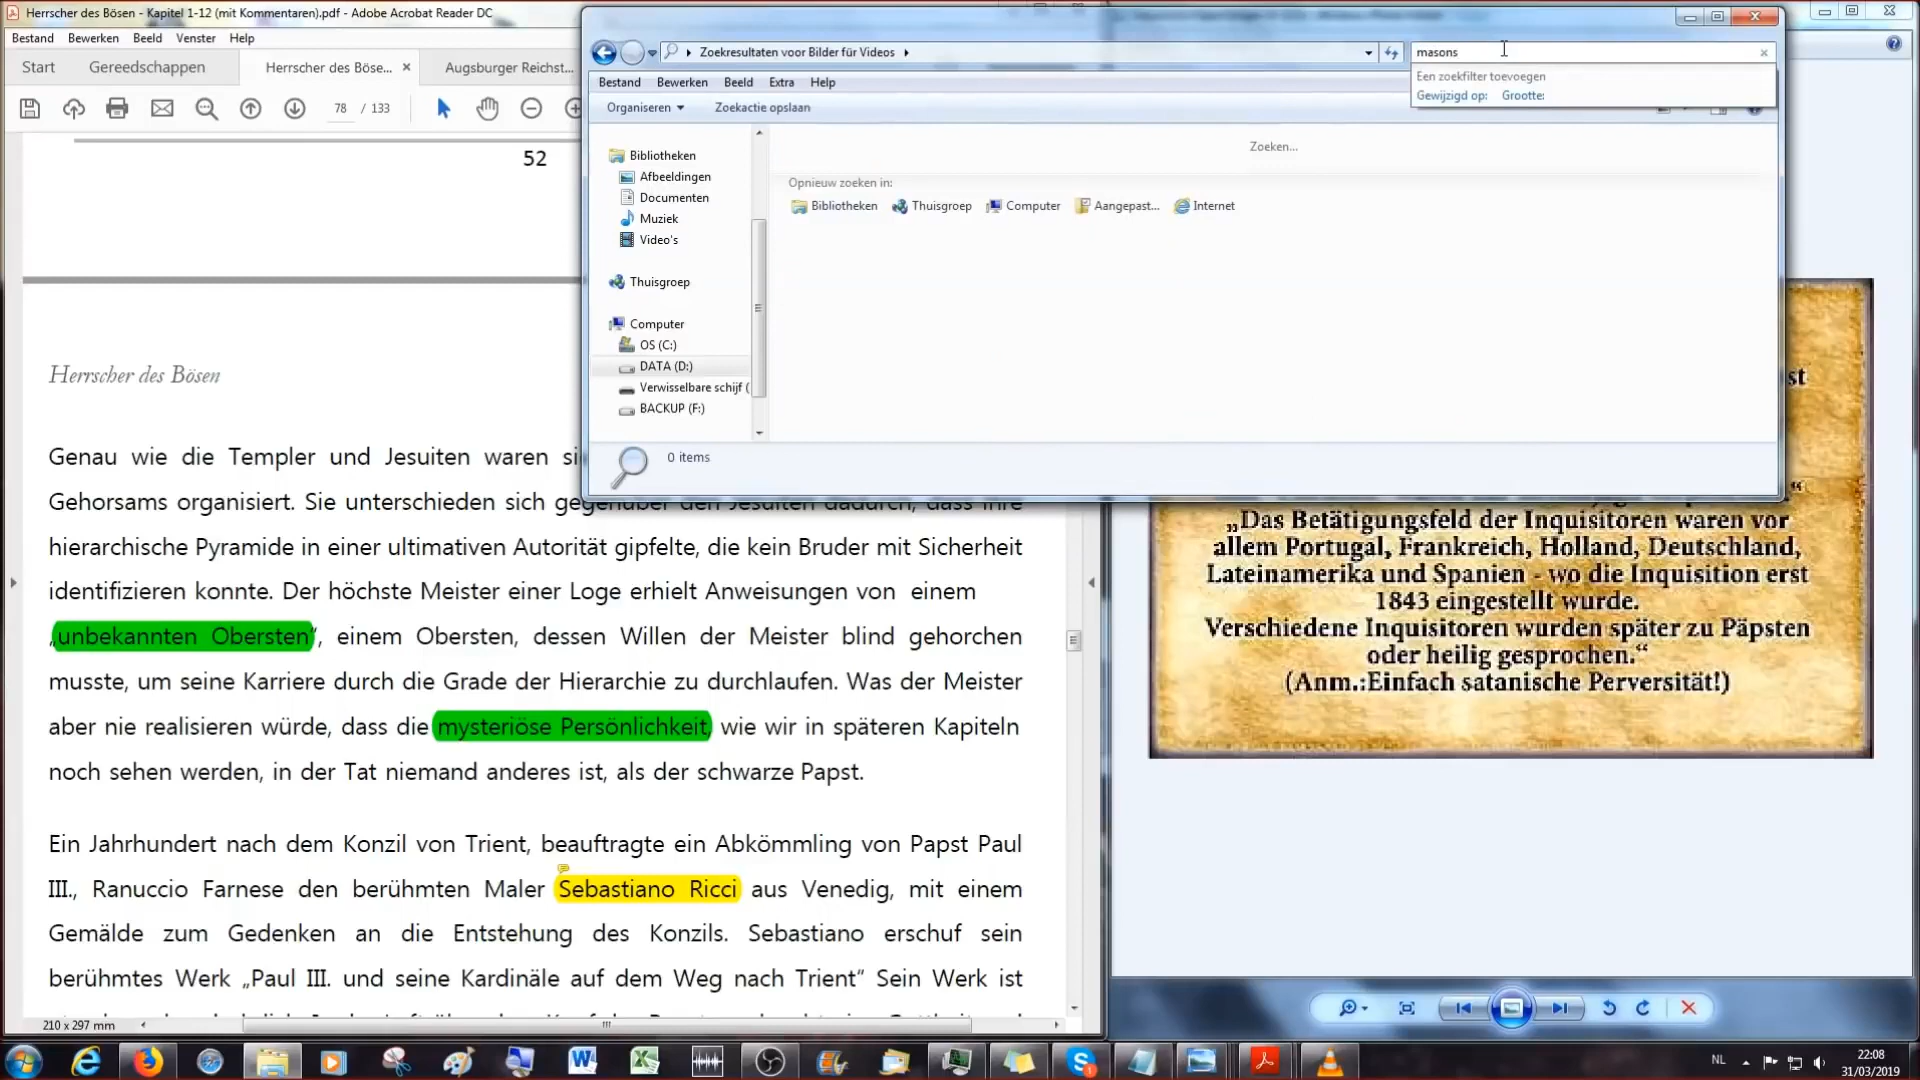 Herrscher des Bösen - Kapitel 1-12 (mit Kommentaren).pdf - Adobe Acrobat Reader DC
Bestand Bewerken Beeld Venster Help
Start Gereedschappen Herrscher des Böse... × Augsburger Reichst...
78 / 133
52
Herrscher des Bösen
Genau wie die Templer und Jesuiten waren
Gehorsams organisiert. Sie unterschieden sich gegenüber den Jesuiten dadurch, dass ihre
hierarchische Pyramide in einer ultimativen Autorität gipfelte, die kein Bruder mit Sicherheit
identifizieren konnte. Der höchste Meister einer Loge erhielt Anweisungen von einem
„unbekannten Obersten“, einem Obersten, dessen Willen der Meister blind gehorchen
musste, um seine Karriere durch die Grade der Hierarchie zu durchlaufen. Was der Meister
aber nie realisieren würde, dass die mysteriöse Persönlichkeit, wie wir in späteren Kapiteln
noch sehen werden, in der Tat niemand anderes ist, als der schwarze Papst.
Ein Jahrhundert nach dem Konzil von Trient, beauftragte ein Abkömmling von Papst Paul
III., Ranuccio Farnese den berühmten Maler Sebastiano Ricci aus Venedig, mit einem
Gemälde zum Gedenken an die Entstehung des Konzils. Sebastiano erschuf sein
berühmtes Werk „Paul III. und seine Kardinäle auf dem Weg nach Trient“ Sein Werk ist
210 x 297 mm
Zoekresultaten voor Bilder für Videos
masons
Een zoekfilter toevoegen
Gewijzigd op: Grootte:
Bestand Bewerken Beeld Extra Help
Organiseren Zoekactie opslaan
Bibliotheken
Afbeeldingen
Documenten
Muziek
Video's
Thuisgroep
Computer
OS (C:)
DATA (D:)
Verwisselbare schijf (
BACKUP (F:)
Zoeken...
Opnieuw zoeken in:
Bibliotheken Thuisgroep Computer Aangepast... Internet
0 items
st
„Das Betätigungsfeld der Inquisitoren waren vor
allem Portugal, Frankreich, Holland, Deutschland,
Lateinamerika und Spanien - wo die Inquisition erst
1843 eingestellt wurde.
Verschiedene Inquisitoren wurden später zu Päpsten
oder heilig gesprochen.“
(Anm.:Einfach satanische Perversität!)
NL
22:08
31/03/2019